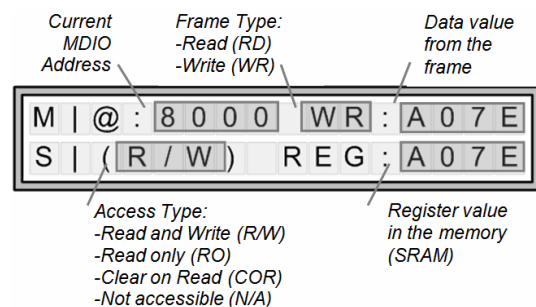 Current
MDIO
Address
Frame Type:
-Read (RD)
-Write (WR)
Data value
from the
frame
M | @ : 8 0 0 0 W R : A 0 7 E
S | ( R / W ) R E G : A 0 7 E
Access Type:
-Read and Write (R/W)
-Read only (RO)
-Clear on Read (COR)
-Not accessible (N/A)
Register value
in the memory
(SRAM)